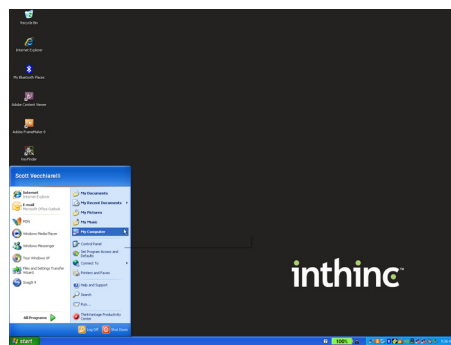 Recycle Bin
Internet Explorer
My Bluetooth Places
Adobe Content Viewer
Adobe FrameMaker 8
KeyFinder
Scott Vecchiarelli
Internet
Internet Explorer
E-mail
Microsoft Office Outlook
MSN
Windows Media Player
Windows Messenger
Tour Windows XP
Files and Settings Transfer
Wizard
SnagIt 9
All Programs
My Documents
My Recent Documents
My Pictures
My Music
My Computer
Control Panel
Set Program Access and
Defaults
Connect To
Printers and Faxes
Help and Support
Search
Run...
ThinkVantage Productivity
Center
Log Off
Shut Down
inthinc
start
100%